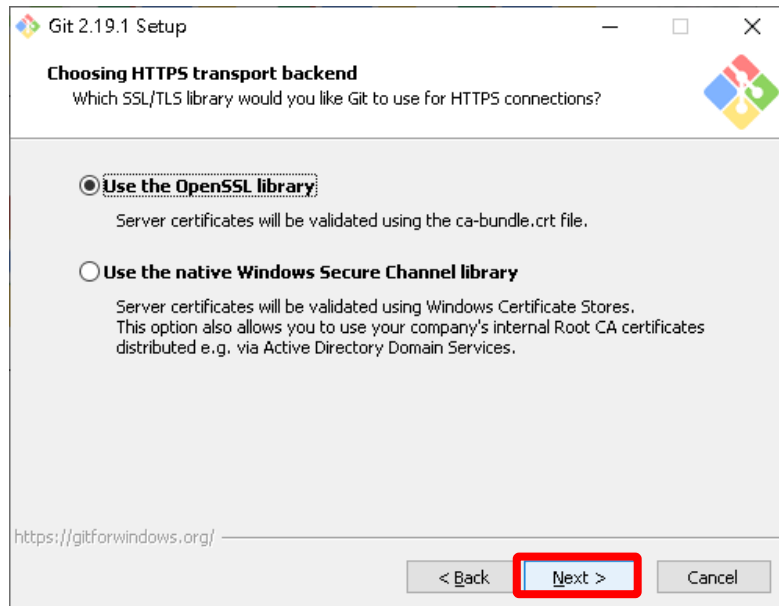 Git 2.19.1 Setup
Choosing HTTPS transport backend
Which SSL/TLS library would you like Git to use for HTTPS connections?
Use the OpenSSL library
Server certificates will be validated using the ca-bundle.crt file.
Use the native Windows Secure Channel library
Server certificates will be validated using Windows Certificate Stores.
This option also allows you to use your company's internal Root CA certificates
distributed e.g. via Active Directory Domain Services.
https://gitforwindows.org/
< Back Next > Cancel